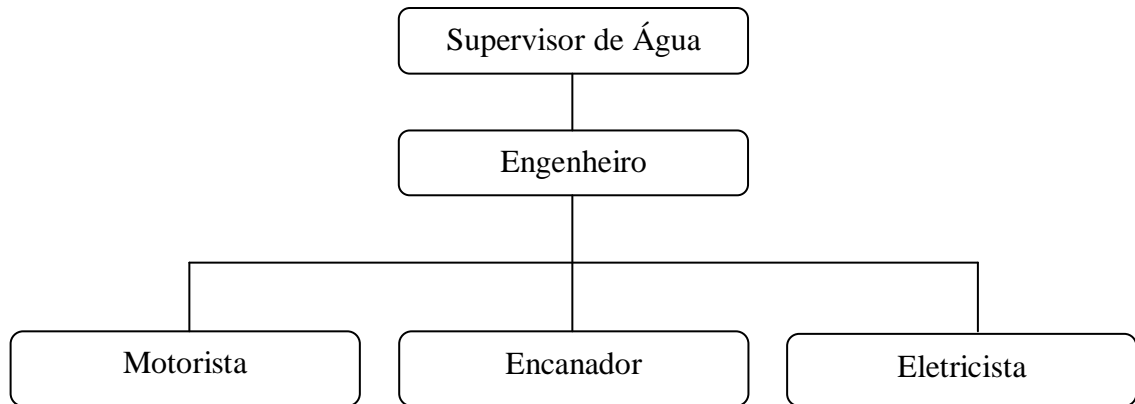 Supervisor de Água
Engenheiro
Motorista
Encanador
Eletricista